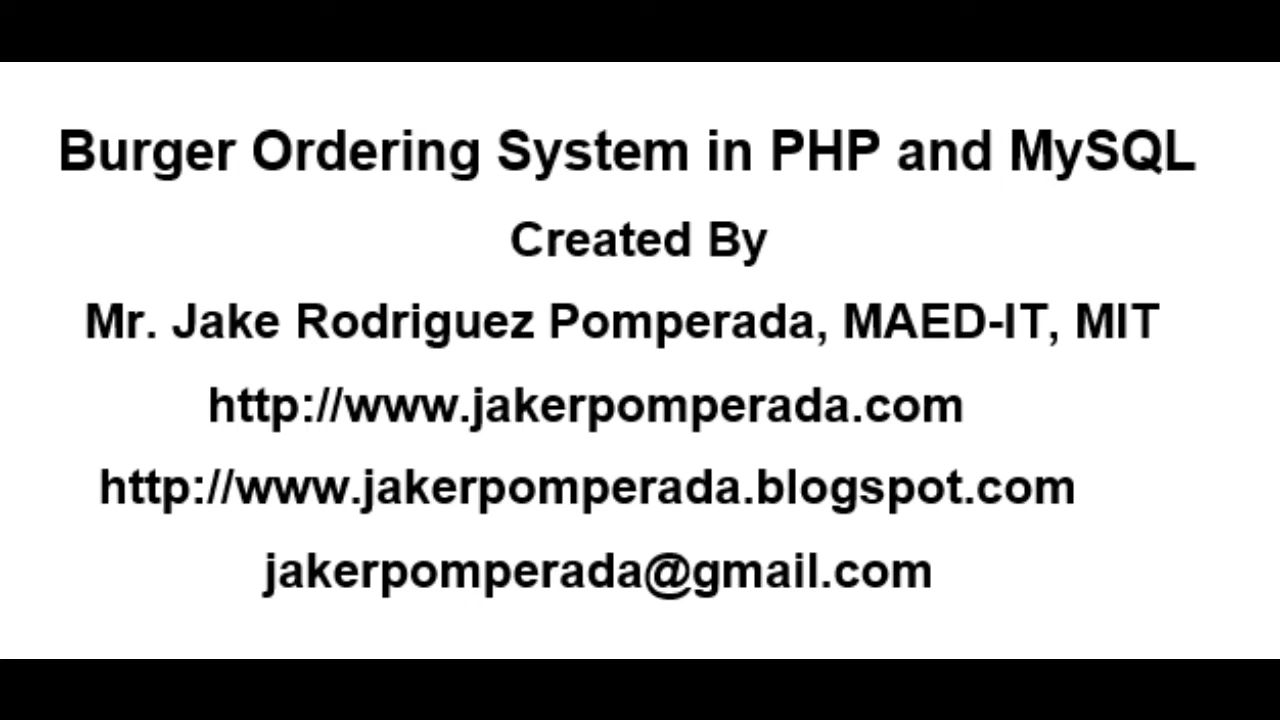 Burger Ordering System in PHP and MySQL
Created By
Mr. Jake Rodriguez Pomperada, MAED-IT, MIT
http://www.jakerpomperada.com
http://www.jakerpomperada.blogspot.com
jakerpomperada@gmail.com